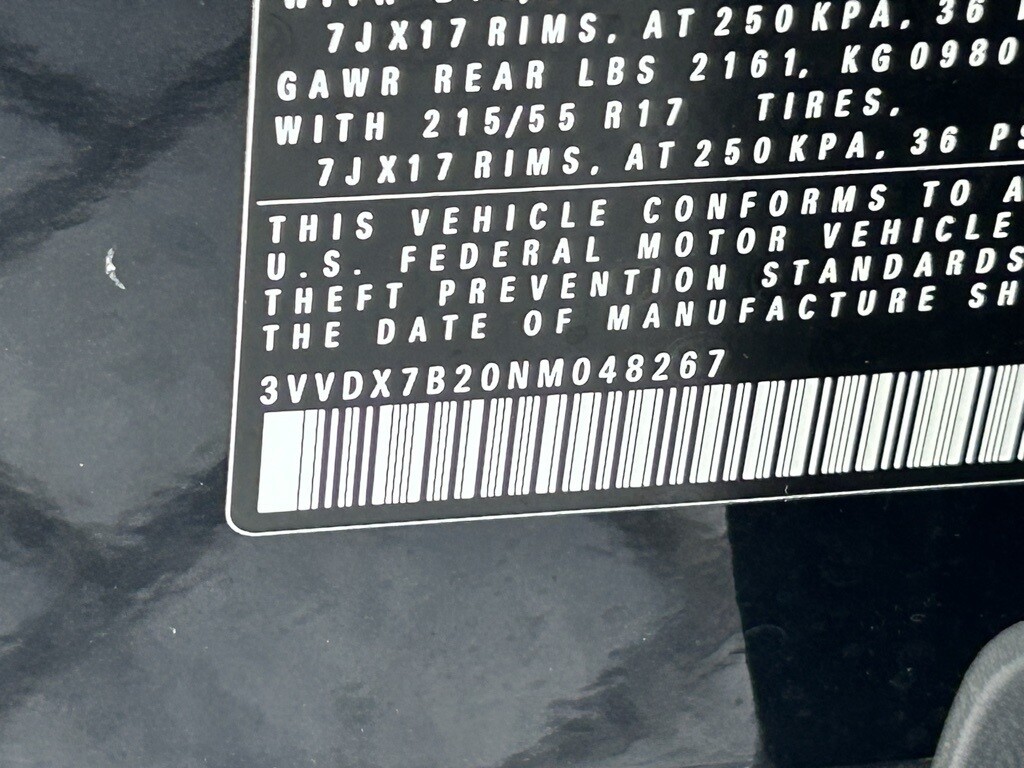 7JX17 RIMS. AT 250 KPA. 36
GAWR REAR LBS 2161. KG 0980
WITH 215/55 R17 TIRES.
7JX17 RIMS. AT 250 KPA. 36 PS
THIS VEHICLE CONFORMS TO A
U.S. FEDERAL MOTOR VEHICLE
THEFT PREVENTION STANDARDS
THE DATE OF MANUFACTURE SH
3VVDX7B20NM048267